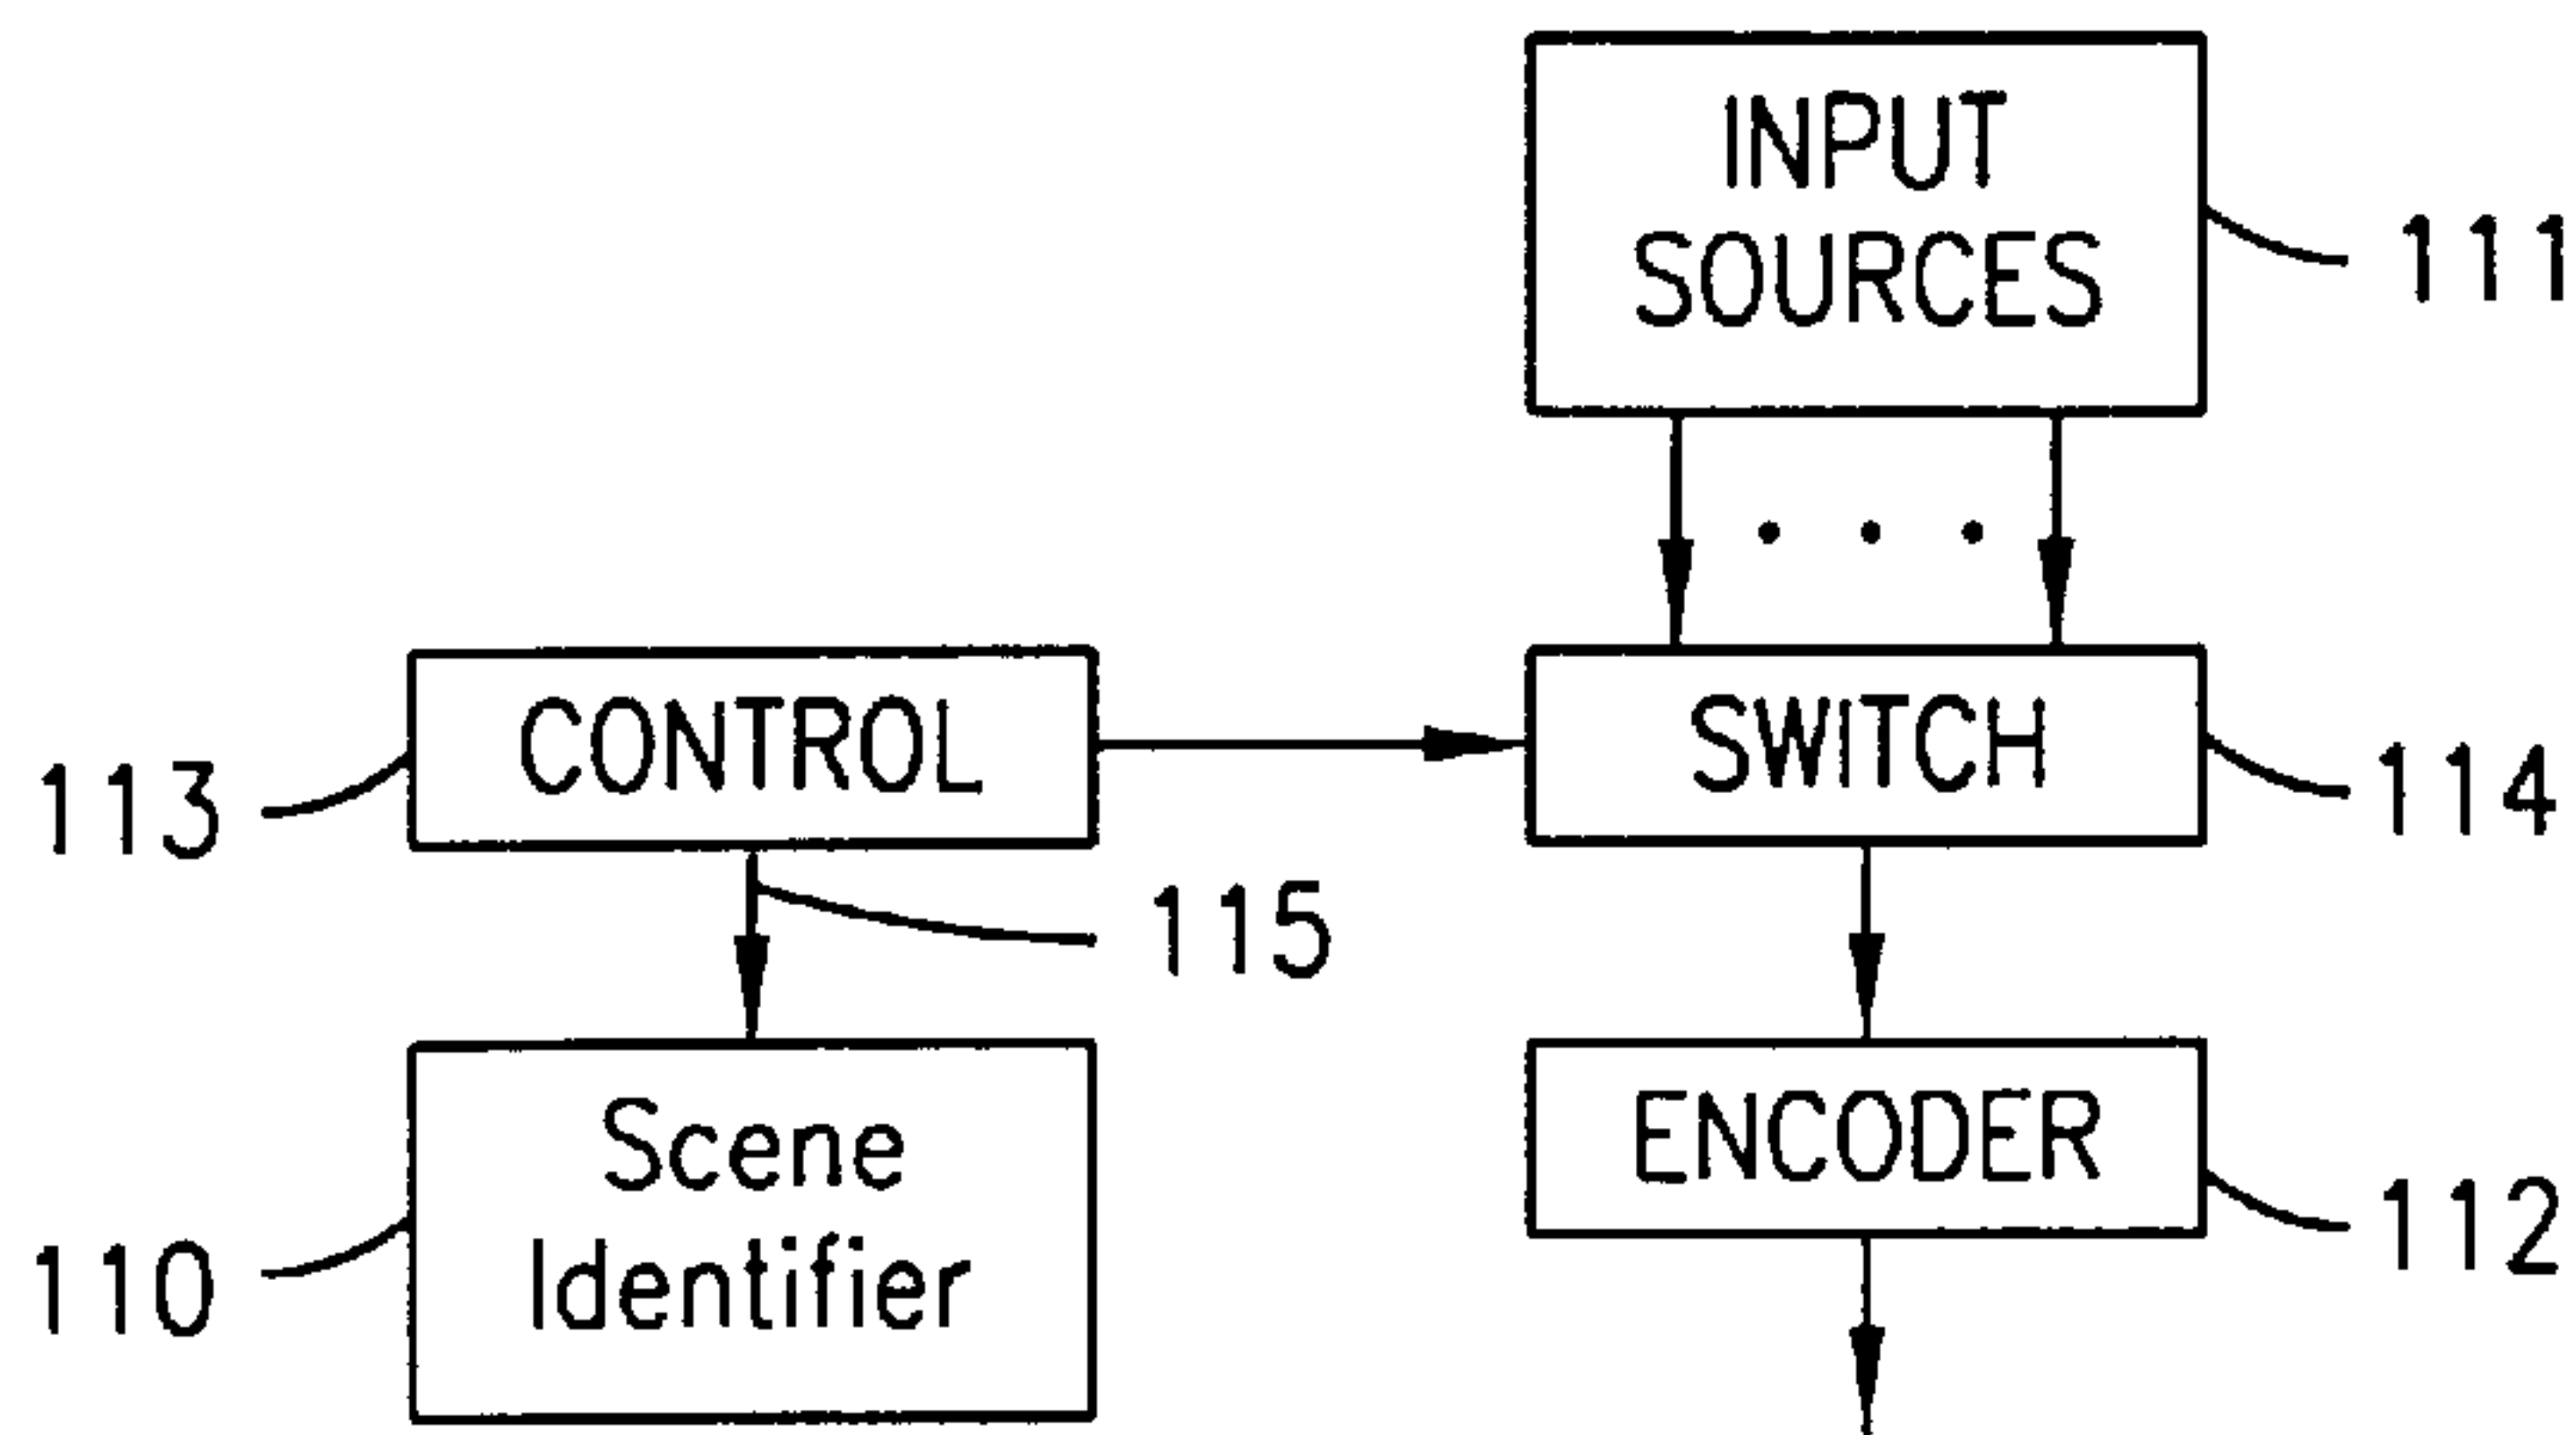 INPUT
SOURCES
111
CONTROL
113
SWITCH
114
115
Scene
Identifier
110
ENCODER
112